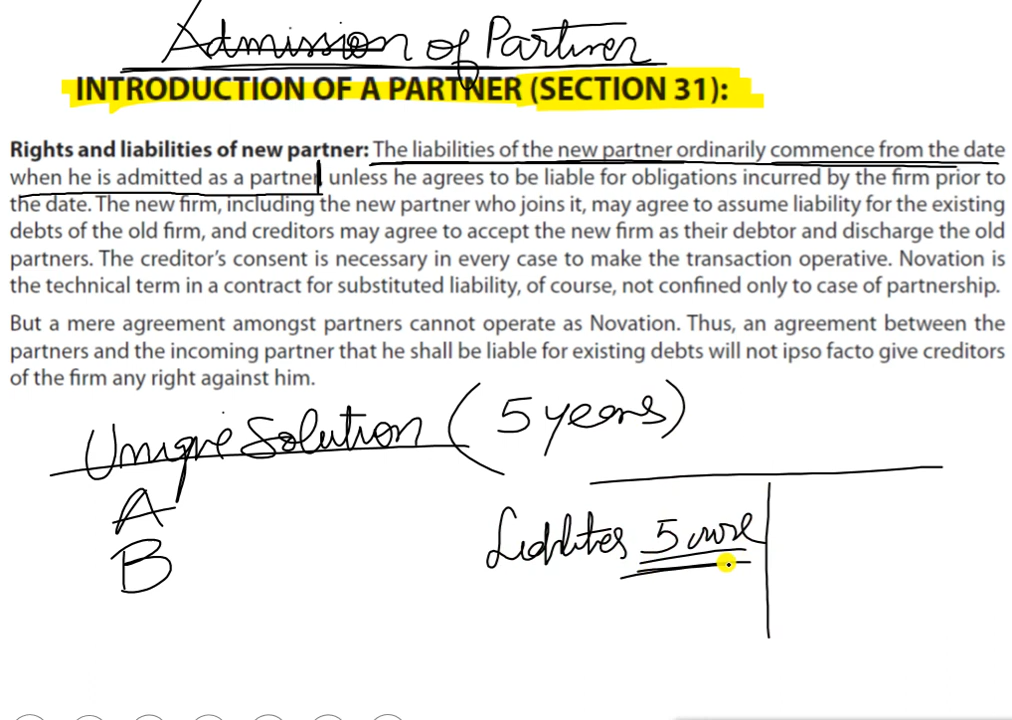 Admission of Partner
INTRODUCTION OF A PARTNER (SECTION 31):
Rights and liabilities of new partner: The liabilities of the new partner ordinarily commence from the date
when he is admitted as a partner unless he agrees to be liable for obligations incurred by the firm prior to
the date. The new firm, including the new partner who joins it, may agree to assume liability for the existing
debts of the old firm, and creditors may agree to accept the new firm as their debtor and discharge the old
partners. The creditor's consent is necessary in every case to make the transaction operative. Novation is
the technical term in a contract for substituted liability, of course, not confined only to case of partnership.
But a mere agreement amongst partners cannot operate as Novation. Thus, an agreement between the
partners and the incoming partner that he shall be liable for existing debts will not ipso facto give creditors
of the firm any right against him.
Unique Solution (5 years)
A
B
Liablites 5